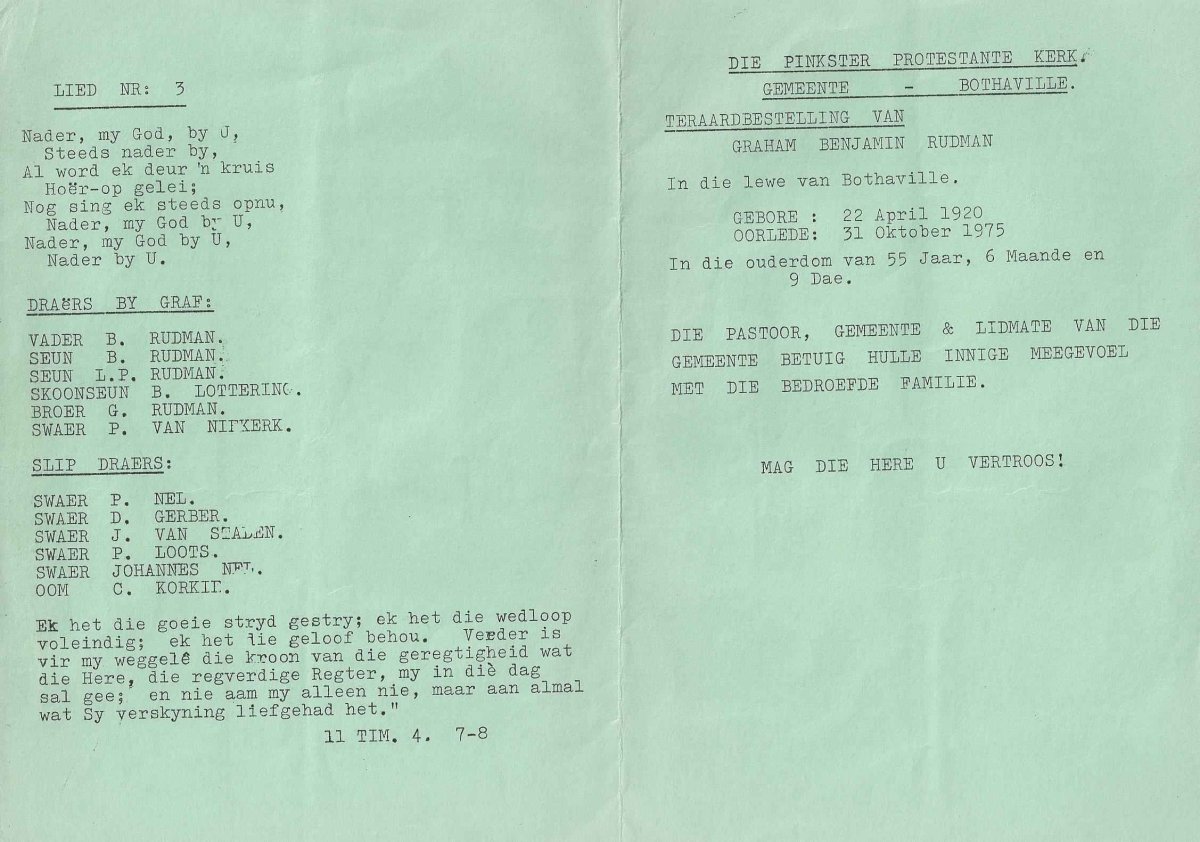 LIED NR: 3
Nader, my God, by U,
Steeds nader by,
Al word ek deur 'n kruis
Hoër-op gelei;
Nog sing ek steeds opnu,
Nader, my God by U,
Nader, my God by U,
Nader by U.
DRAëRS BY GRAF:
VADER B. RUDMAN.
SEUN B. RUDMAN.
SEUN L.P. RUDMAN.
SKOONSEUN B. LOTTERING.
BROER G. RUDMAN.
SWAER P. VAN NIEKERK.
SLIP DRAERS:
SWAER P. NEL.
SWAER D. GERBER.
SWAER J. VAN STADEN.
SWAER P. LOOTS.
SWAER JOHANNES NEL.
OOM C. KORKIE.
Ek het die goeie stryd gestry; ek het die wedloop
voleindig; ek het die geloof behou. Verder is
vir my weggelê die kroon van die geregtigheid wat
die Here, die regverdige Regter, my in diè dag
sal gee; en nie aam my alleen nie, maar aan almal
wat Sy verskyning liefgehad het."
11 TIM. 4. 7-8
DIE PINKSTER PROTESTANTE KERK.
GEMEENTE - BOTHAVILLE.
TERAARDBESTELLING VAN
GRAHAM BENJAMIN RUDMAN
In die lewe van Bothaville.
GEBORE : 22 April 1920
OORLEDE: 31 Oktober 1975
In die ouderdom van 55 Jaar, 6 Maande en
9 Dae.
DIE PASTOOR, GEMEENTE & LIDMATE VAN DIE
GEMEENTE BETUIG HULLE INNIGE MEEGEVOEL
MET DIE BEDROEFDE FAMILIE.
MAG DIE HERE U VERTROOS!